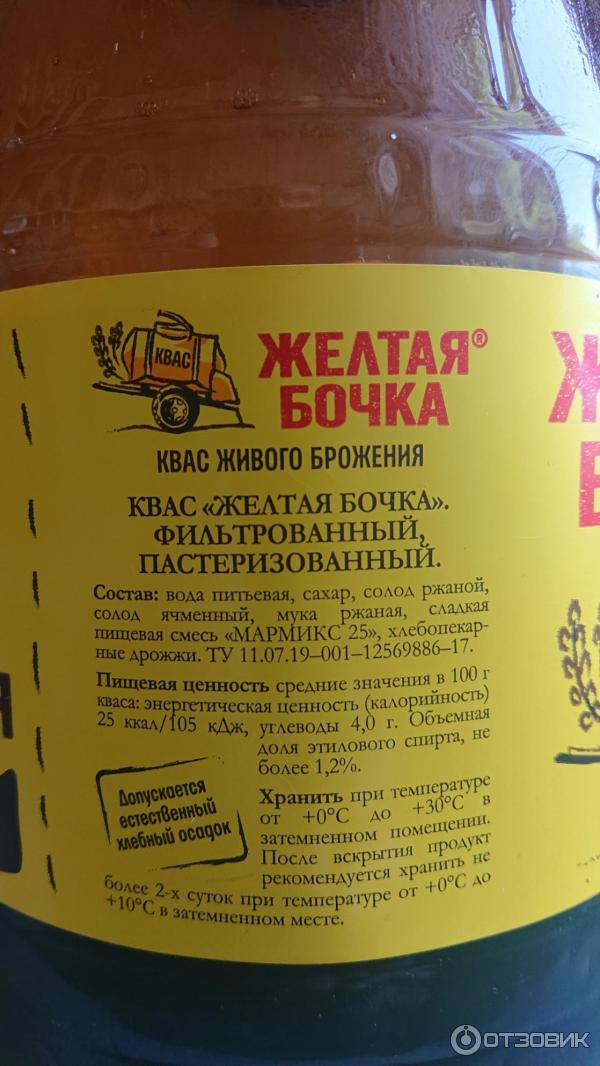 КВАС
ЖЕЛТАЯ®
БОЧКА
КВАС ЖИВОГО БРОЖЕНИЯ
КВАС «ЖЕЛТАЯ БОЧКА».
ФИЛЬТРОВАННЫЙ,
ПАСТЕРИЗОВАННЫЙ.
Состав: вода питьевая, сахар, солод ржаной,
солод ячменный, мука ржаная, сладкая
пищевая смесь «МАРМИКС 25», хлебопекар-
ные дрожжи. ТУ 11.07.19–001–12569886–17.
Пищевая ценность средние значения в 100 г
кваса: энергетическая ценность (калорийность)
25 ккал/105 кДж, углеводы 4,0 г. Объемная
доля этилового спирта, не
более 1,2%.
Допускается
естественный
хлебный осадок
Хранить при температуре
от +0°С до +30°С в
затемненном помещении.
После вскрытия продукт
рекомендуется хранить не
более 2-х суток при температуре от +0°С до
+10°С в затемненном месте.
Ж
ОТЗОВИК